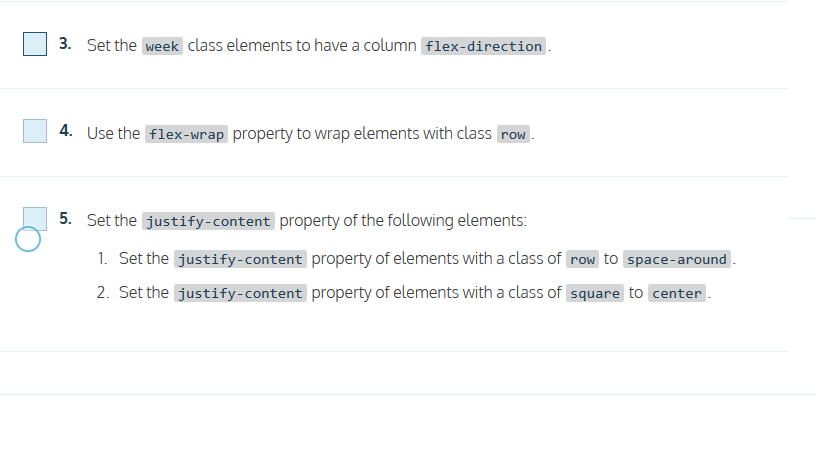 3. Set the week class elements to have a column flex-direction.
4. Use the flex-wrap property to wrap elements with class row.
5. Set the justify-content property of the following elements:
1. Set the justify-content property of elements with a class of row to space-around.
2. Set the justify-content property of elements with a class of square to center.